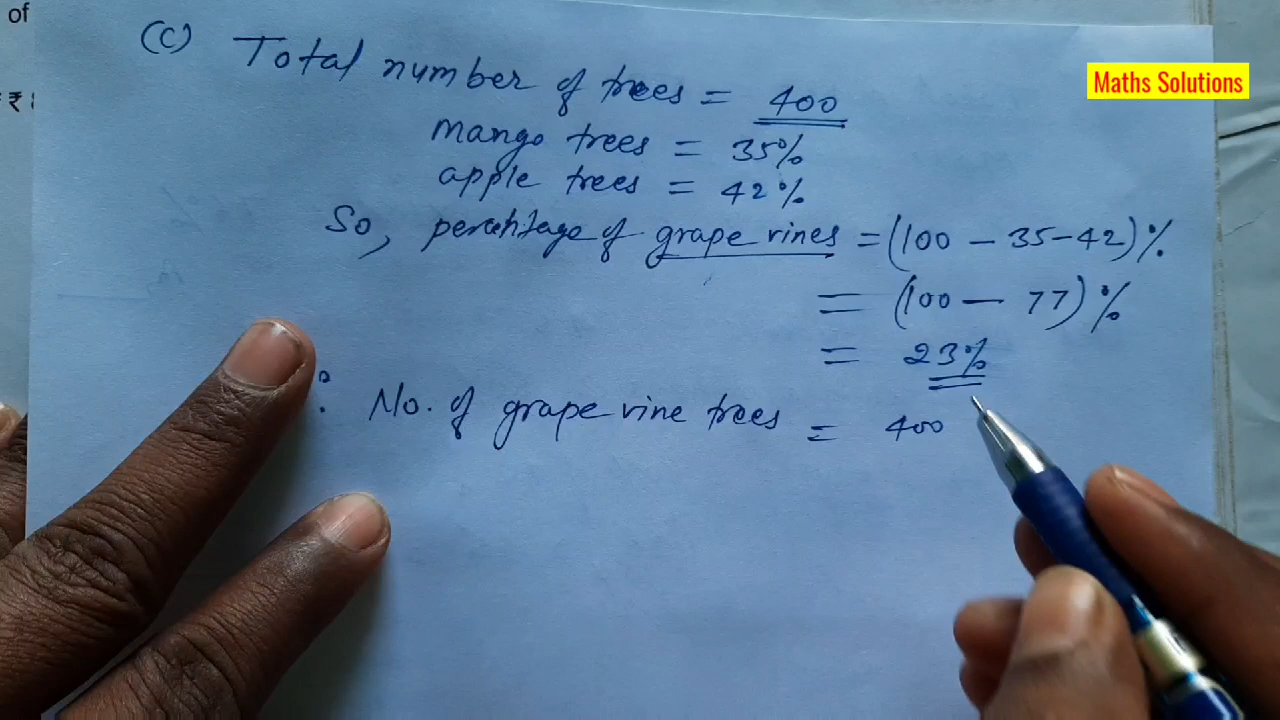 of
₹
Maths Solutions
(C) Total number of trees = 400
mango trees = 35%
apple trees = 42%
So, percentage of grape vines = (100 - 35 - 42)%
= (100 - 77)%
= 23%
∴ No. of grape vine trees = 400